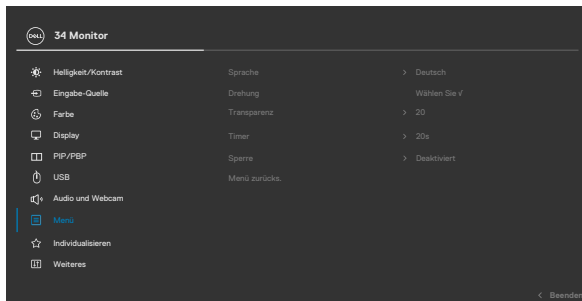 DELL 34 Monitor
Helligkeit/Kontrast Sprache > Deutsch
Eingabe-Quelle Drehung Wählen Sie √
Farbe Transparenz > 20
Display Timer > 20s
PIP/PBP Sperre > Deaktiviert
USB Menü zurücks.
Audio und Webcam
Menü
Individualisieren
Weiteres
< Beenden